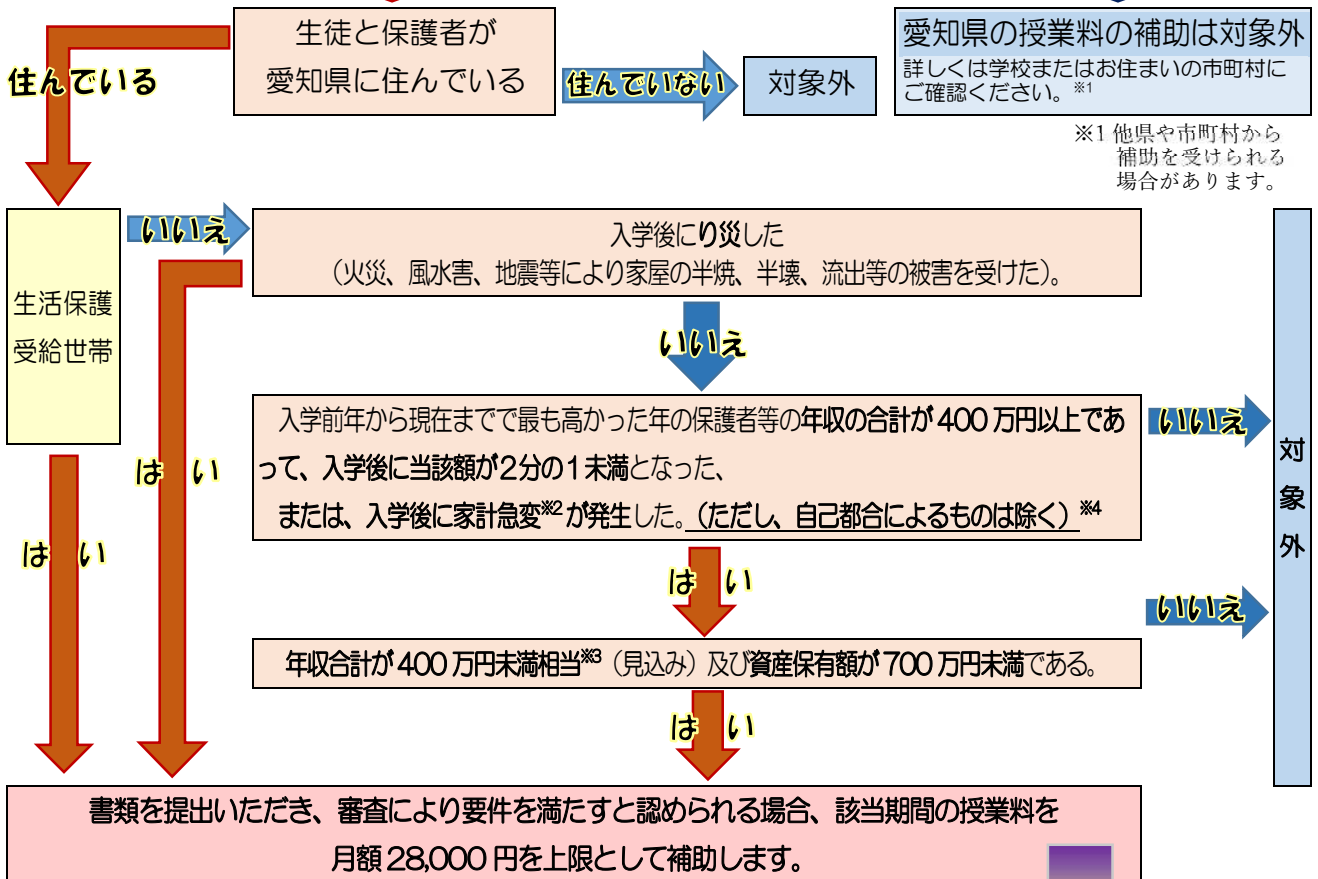 生徒と保護者が
愛知県に住んでいる
住んでいる
住んでいない
対象外
愛知県の授業料の補助は対象外
詳しくは学校またはお住まいの市町村に
ご確認ください。※1
※1 他県や市町村から
補助を受けられる
場合があります。
生活保護
受給世帯
いいえ
入学後にり災した
（火災、風水害、地震等により家屋の半焼、半壊、流出等の被害を受けた）。
いいえ
はい
はい
入学前年から現在までで最も高かった年の保護者等の年収の合計が400万円以上であ
って、入学後に当該額が2分の1未満となった、
または、入学後に家計急変※2が発生した。（ただし、自己都合によるものは除く）※4
いいえ
対象外
はい
いいえ
年収合計が400万円未満相当※3（見込み）及び資産保有額が700万円未満である。
はい
書類を提出いただき、審査により要件を満たすと認められる場合、該当期間の授業料を
月額28,000円を上限として補助します。